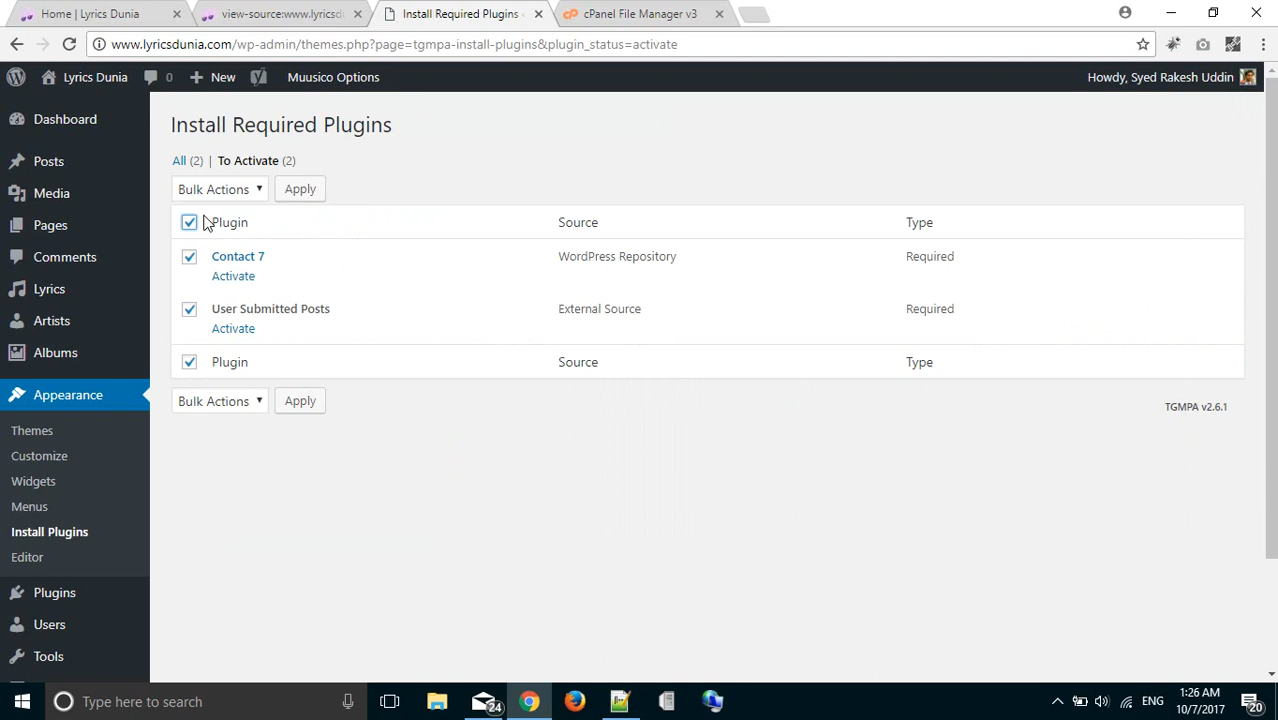 Home | Lyrics Dunia
view-source:www.lyricsdu
Install Required Plugins
cPanel File Manager v3
www.lyricsdunia.com/wp-admin/themes.php?page=tgmpa-install-plugins&plugin_status=activate
Lyrics Dunia 0 New Muusico Options Howdy, Syed Rakesh Uddin
Dashboard
Posts
Media
Pages
Comments
Lyrics
Artists
Albums
Appearance
Themes
Customize
Widgets
Menus
Install Plugins
Editor
Plugins
Users
Tools
Install Required Plugins
All (2) | To Activate (2)
Bulk Actions Apply
Plugin Source Type
Contact 7 WordPress Repository Required
Activate
User Submitted Posts External Source Required
Activate
Plugin Source Type
Bulk Actions Apply
TGMPA v2.6.1
Type here to search
24
ENG
1:26 AM
10/7/2017
20